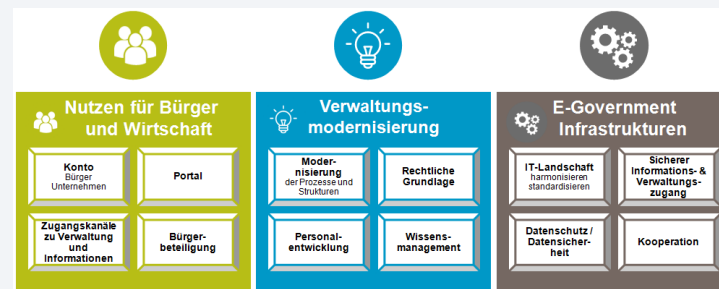 Nutzen für Bürger
und Wirtschaft
Konto
Bürger
Unternehmen
Portal
Zugangskanäle
zu Verwaltung
und
Informationen
Bürger-
beteiligung
Verwaltungs-
modernisierung
Moder-
nisierung
der Prozesse und
Strukturen
Rechtliche
Grundlage
Personal-
entwicklung
Wissens-
management
E-Government
Infrastrukturen
IT-Landschaft
harmonisieren
standardisieren
Sicherer
Informations- &
Verwaltungs-
zugang
Datenschutz /
Datensicher-
heit
Kooperation